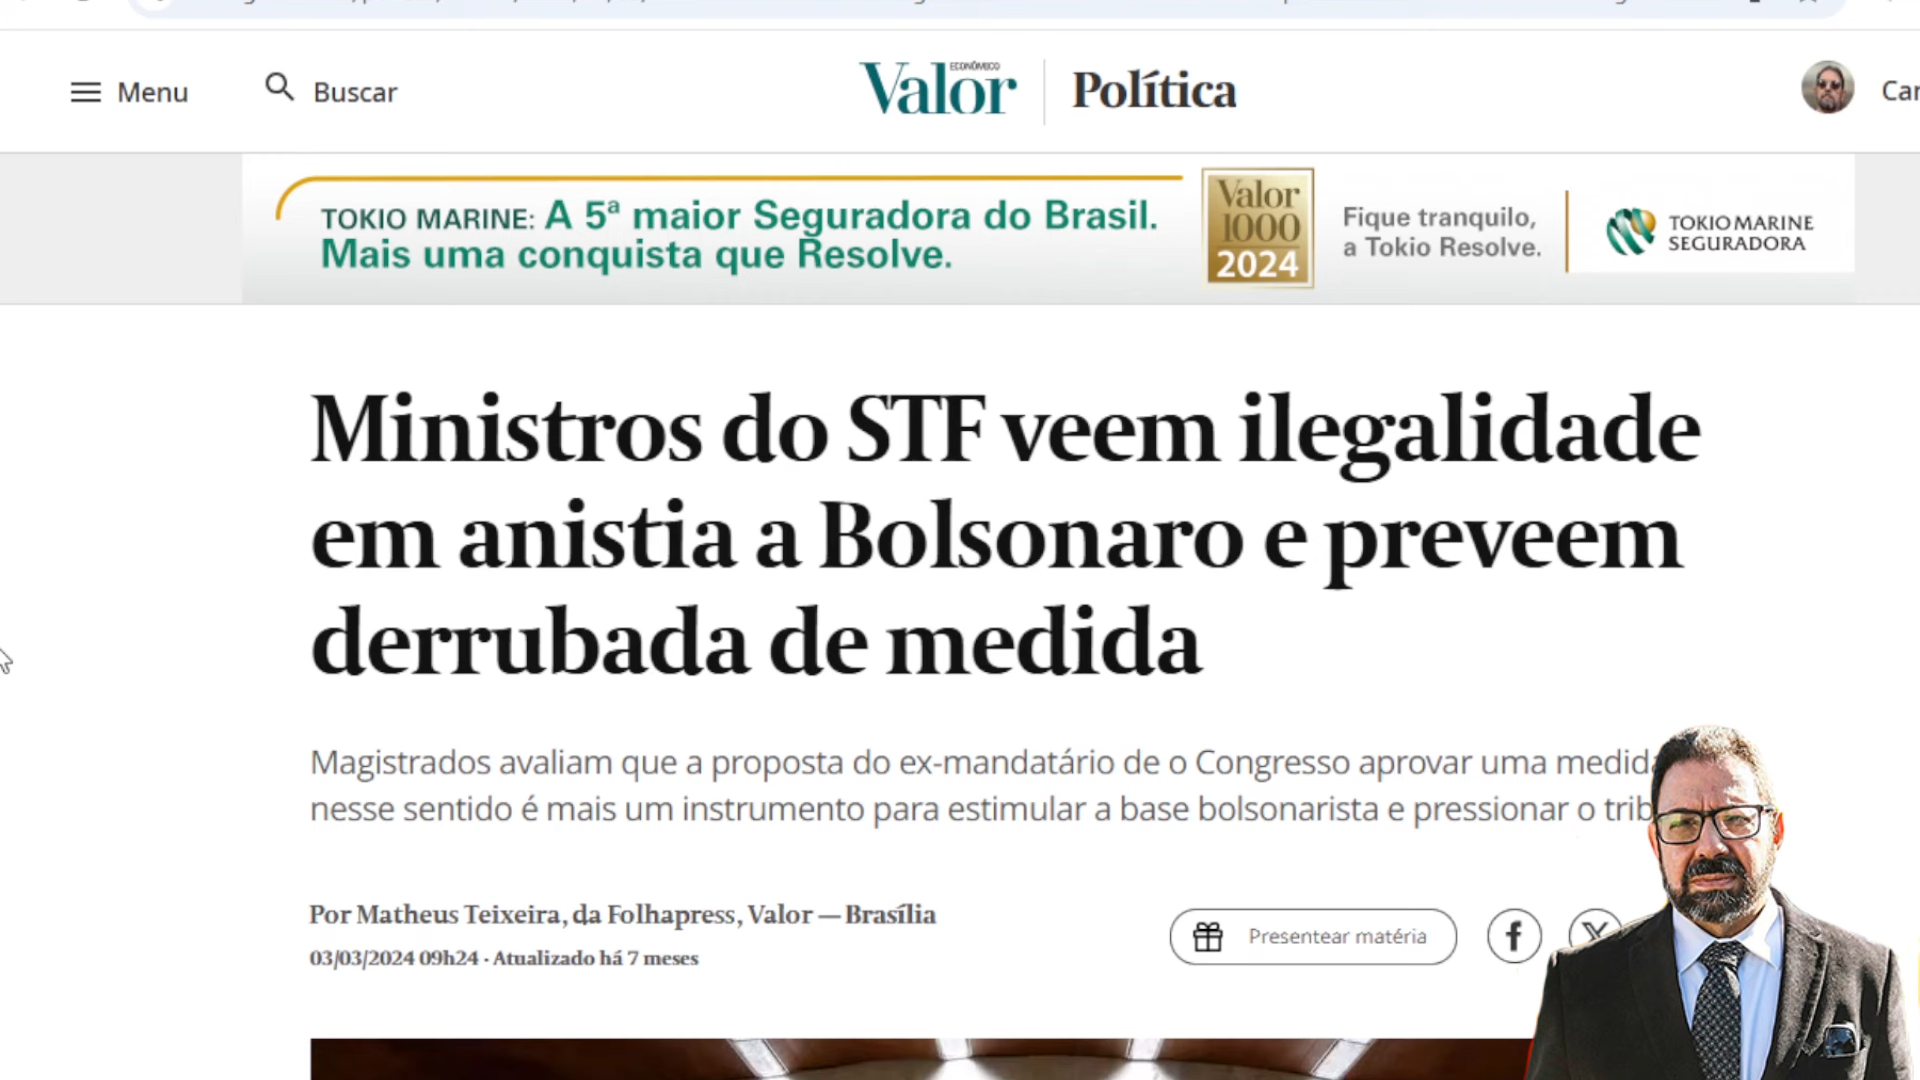 Menu
Buscar
Valor
ECONÔMICO
Política
Car
TOKIO MARINE: A 5ª maior Seguradora do Brasil.
Mais uma conquista que Resolve.
Valor
1000
2024
Fique tranquilo,
a Tokio Resolve.
TOKIO MARINE
SEGURADORA
Ministros do STF veem ilegalidade
em anistia a Bolsonaro e preveem
derrubada de medida
Magistrados avaliam que a proposta do ex-mandatário de o Congresso aprovar uma medida
nesse sentido é mais um instrumento para estimular a base bolsonarista e pressionar o trib
Por Matheus Teixeira, da Folhapress, Valor — Brasília
03/03/2024 09h24 · Atualizado há 7 meses
Presentear matéria